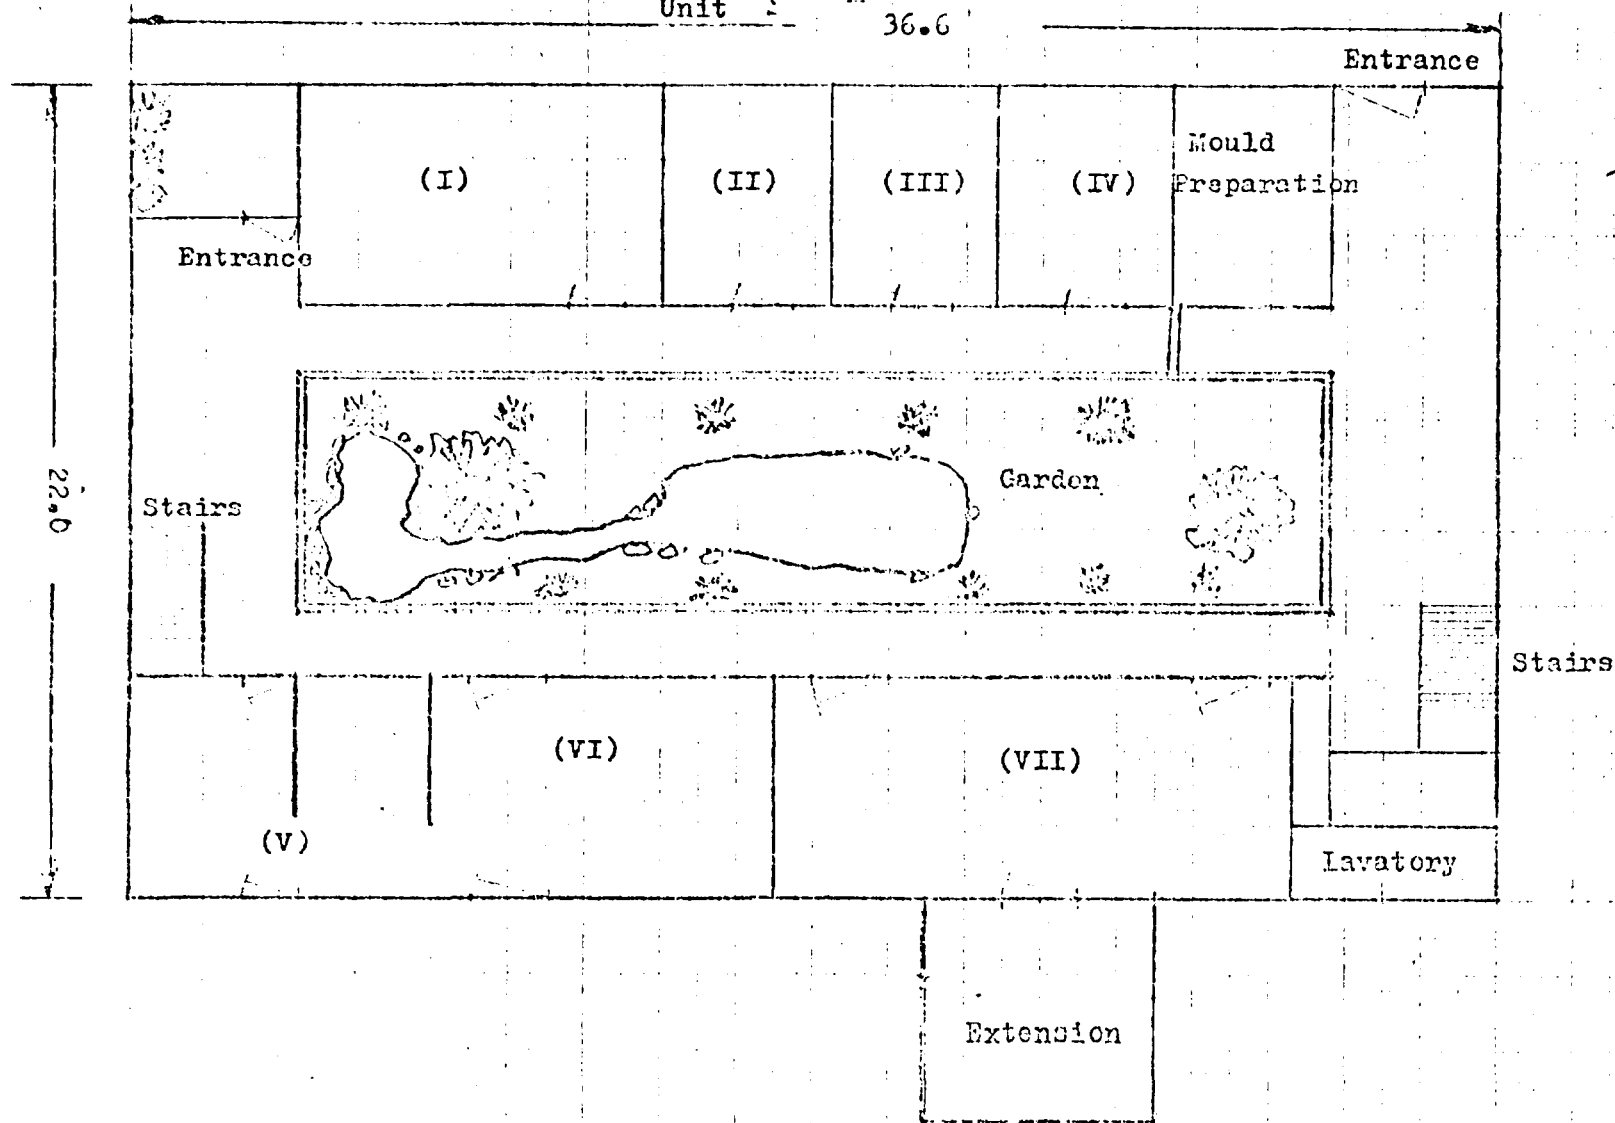 Unit : M
36.6
Entrance
Mould
(I) (II) (III) (IV) Preparation
Entrance
22.0
Garden
Stairs
Stairs
(VI) (VII)
(V)
Lavatory
Extension